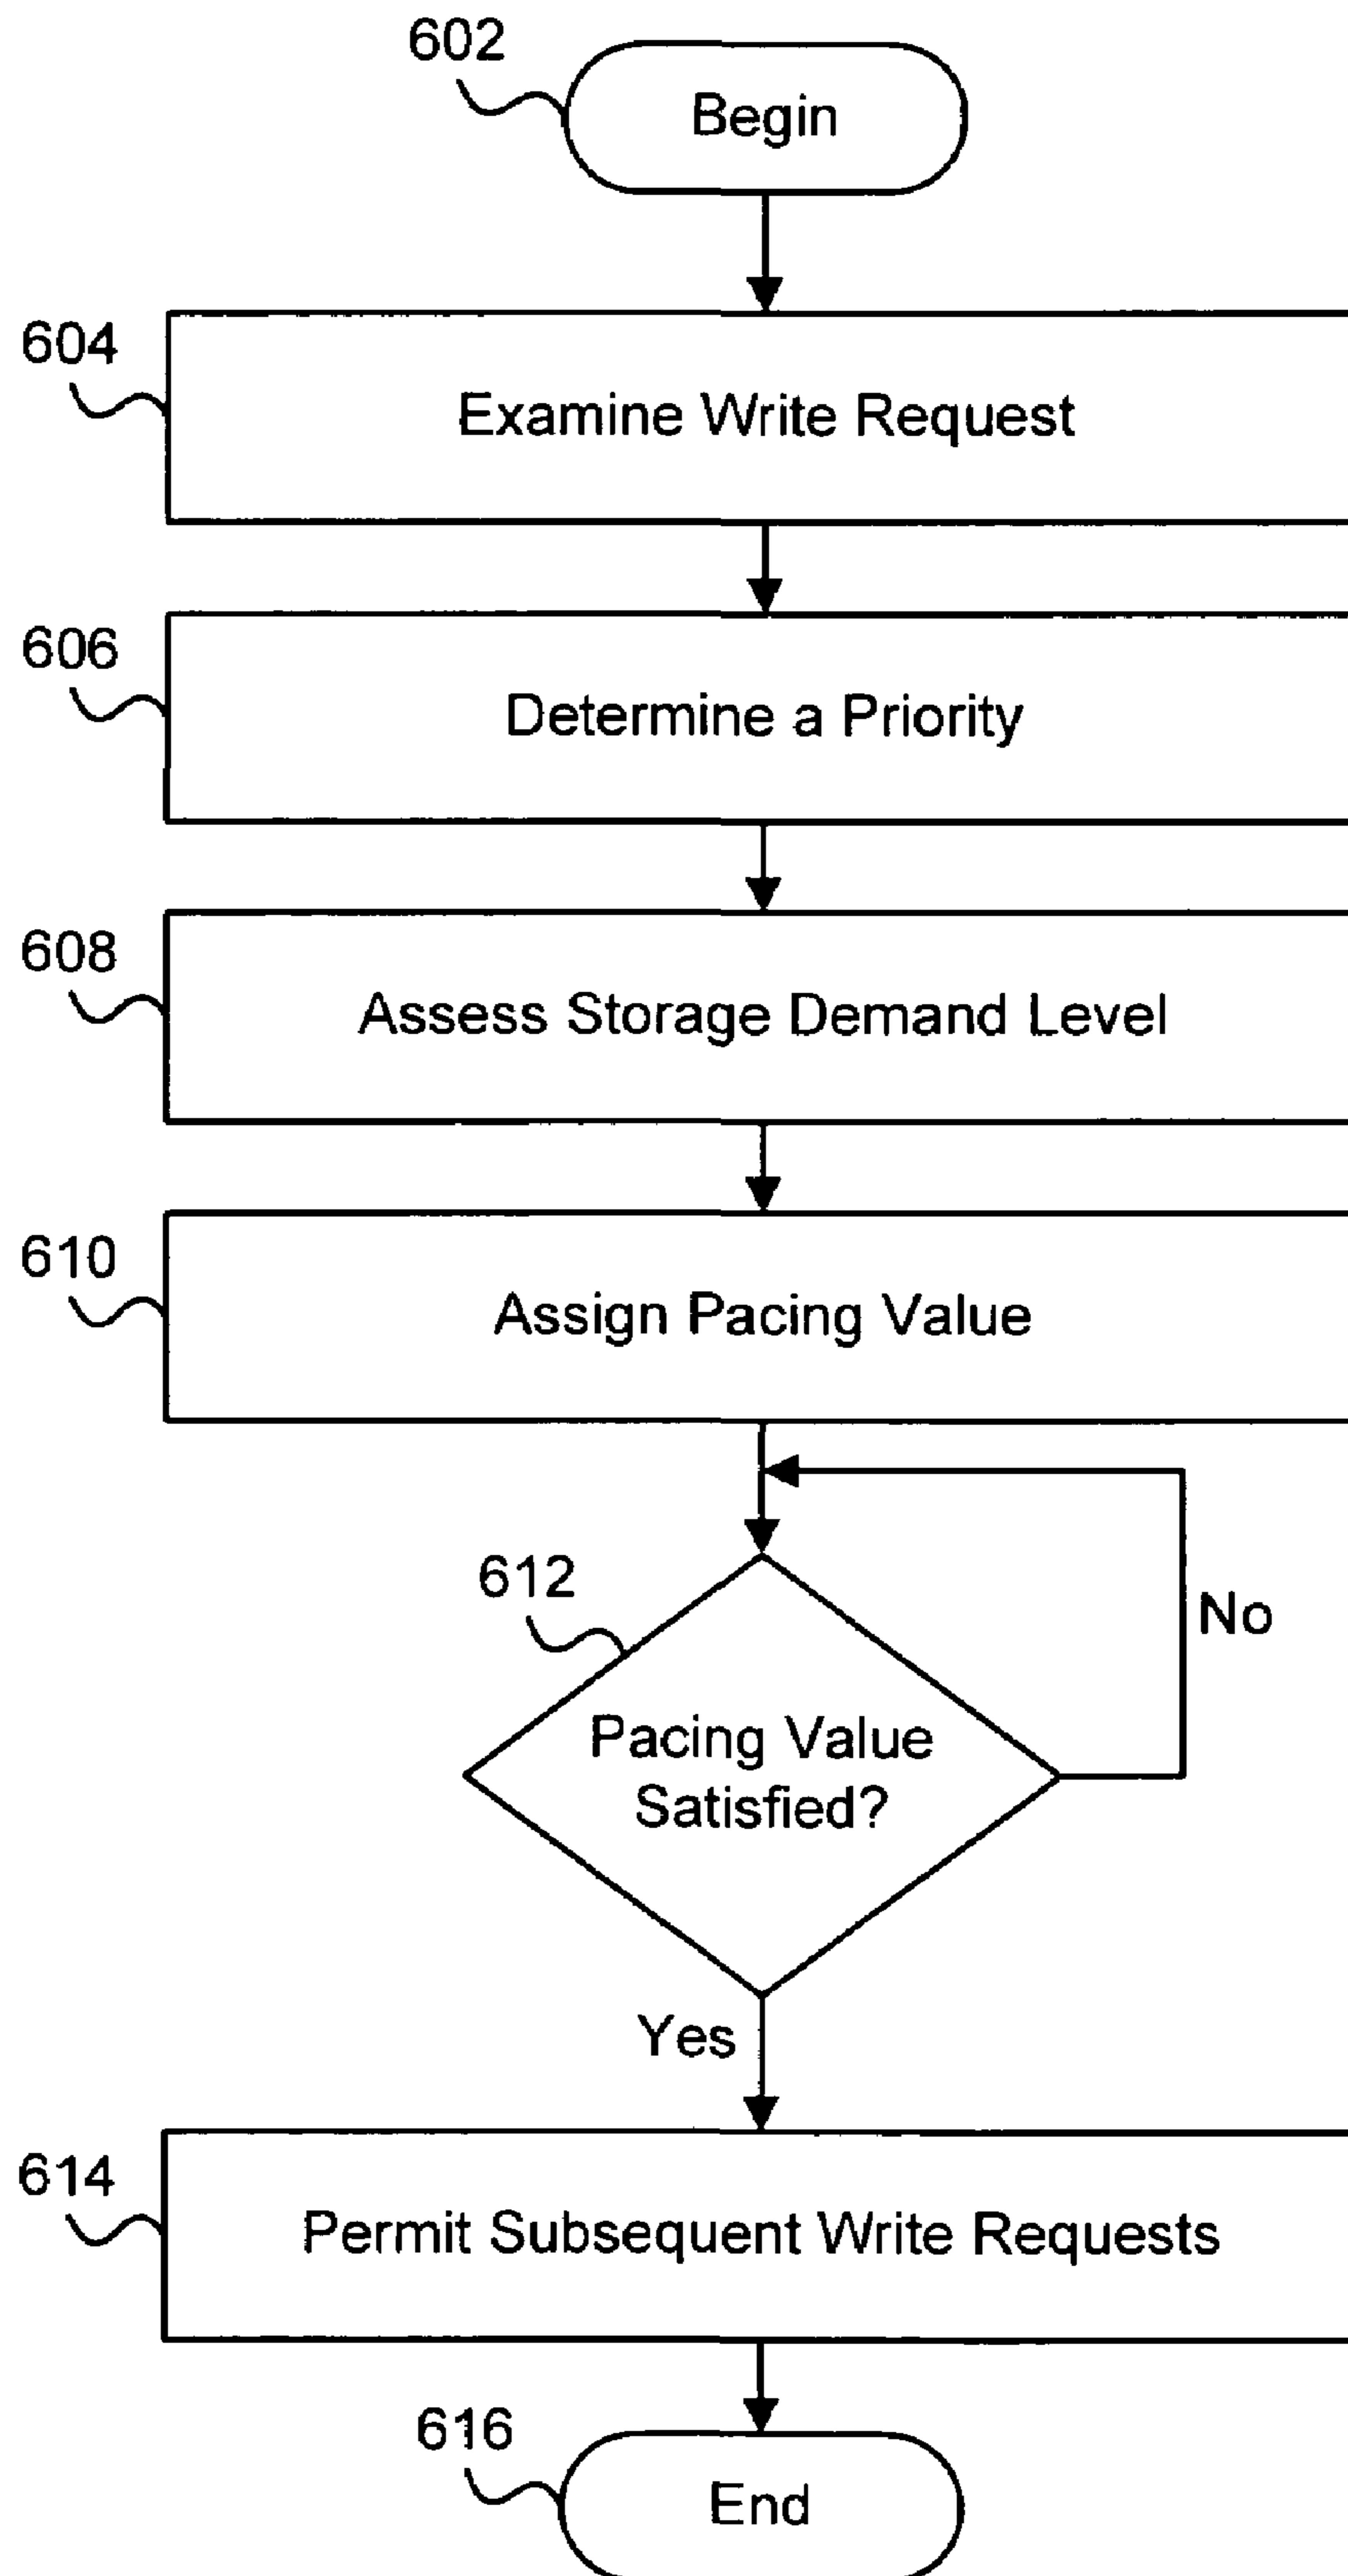 602
Begin
604
Examine Write Request
606
Determine a Priority
608
Assess Storage Demand Level
610
Assign Pacing Value
612
No
Pacing Value
Satisfied?
Yes
614
Permit Subsequent Write Requests
616
End